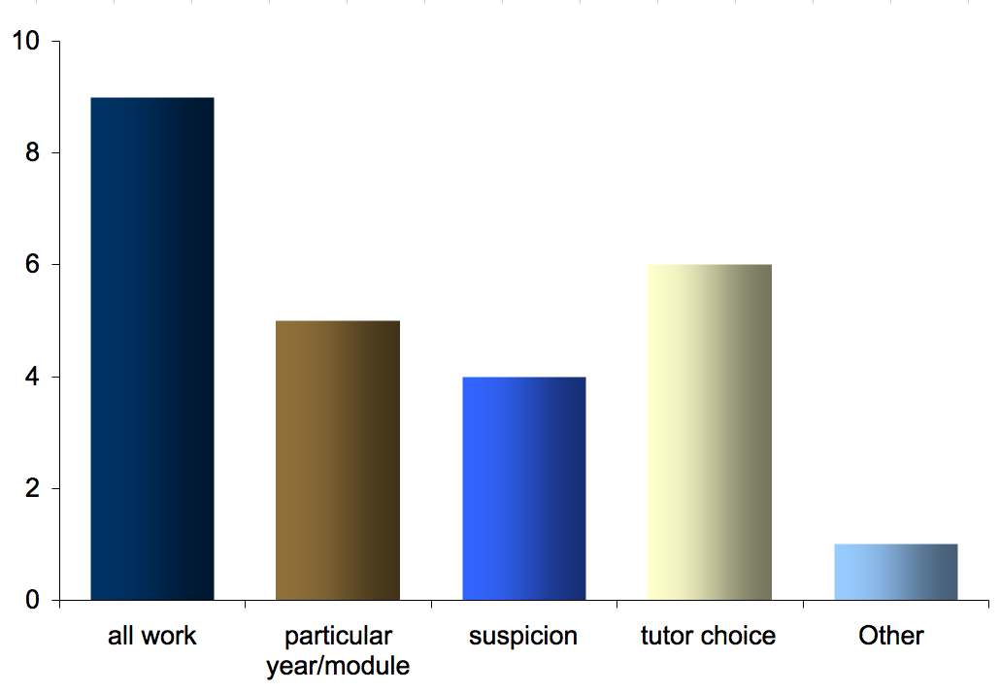 10
8
6
4
2
0
all work
particular
year/module
suspicion
tutor choice
Other